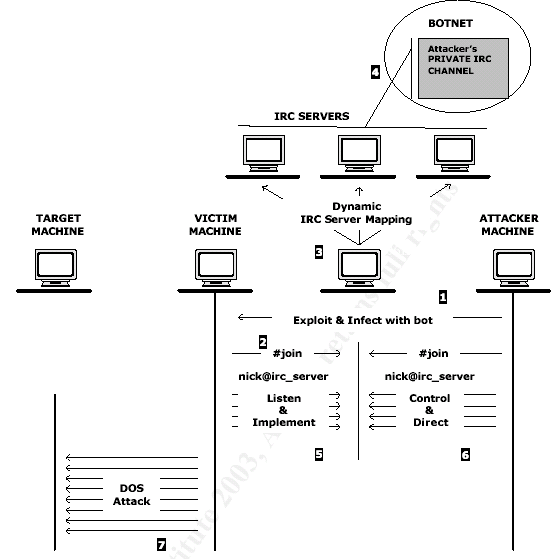 BOTNET
Attacker's
PRIVATE IRC
CHANNEL
4
IRC SERVERS
Dynamic
IRC Server Mapping
TARGET
MACHINE
VICTIM
MACHINE
ATTACKER
MACHINE
3
1
Exploit & Infect with bot
2
#join
#join
nick@irc_server
nick@irc_server
Listen
&
Implement
Control
&
Direct
5
6
DOS
Attack
7